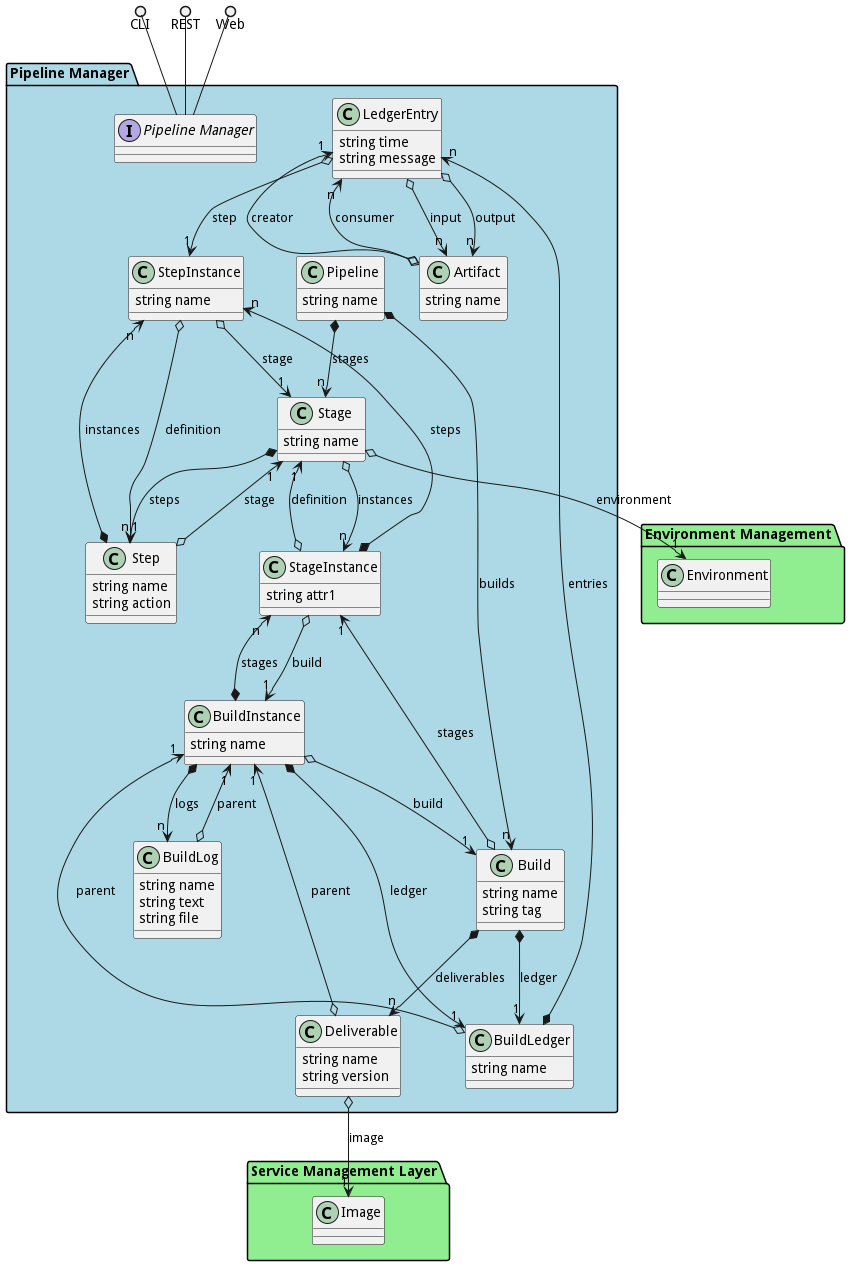 CLI REST Web
Pipeline Manager
I Pipeline Manager
C LedgerEntry
string time
string message
1
n
n
step
creator
consumer
input
output
1
n
n
C StepInstance
string name
C Pipeline
string name
C Artifact
string name
n
n
stage
stages
1
n
C Stage
string name
instances
definition
steps
1
1
steps
stage
definition
instances
environment
n
1
n
Environment Management
1
C Step
string name
string action
C StageInstance
string attr1
C Environment
builds
entries
n
1
stages
build
1
C BuildInstance
string name
stages
1
1
1
logs
parent
build
n
1
n
C BuildLog
string name
string text
string file
C Build
string name
string tag
parent
parent
ledger
deliverables
ledger
n
1
1
C Deliverable
string name
string version
C BuildLedger
string name
image
Service Management Layer
C Image